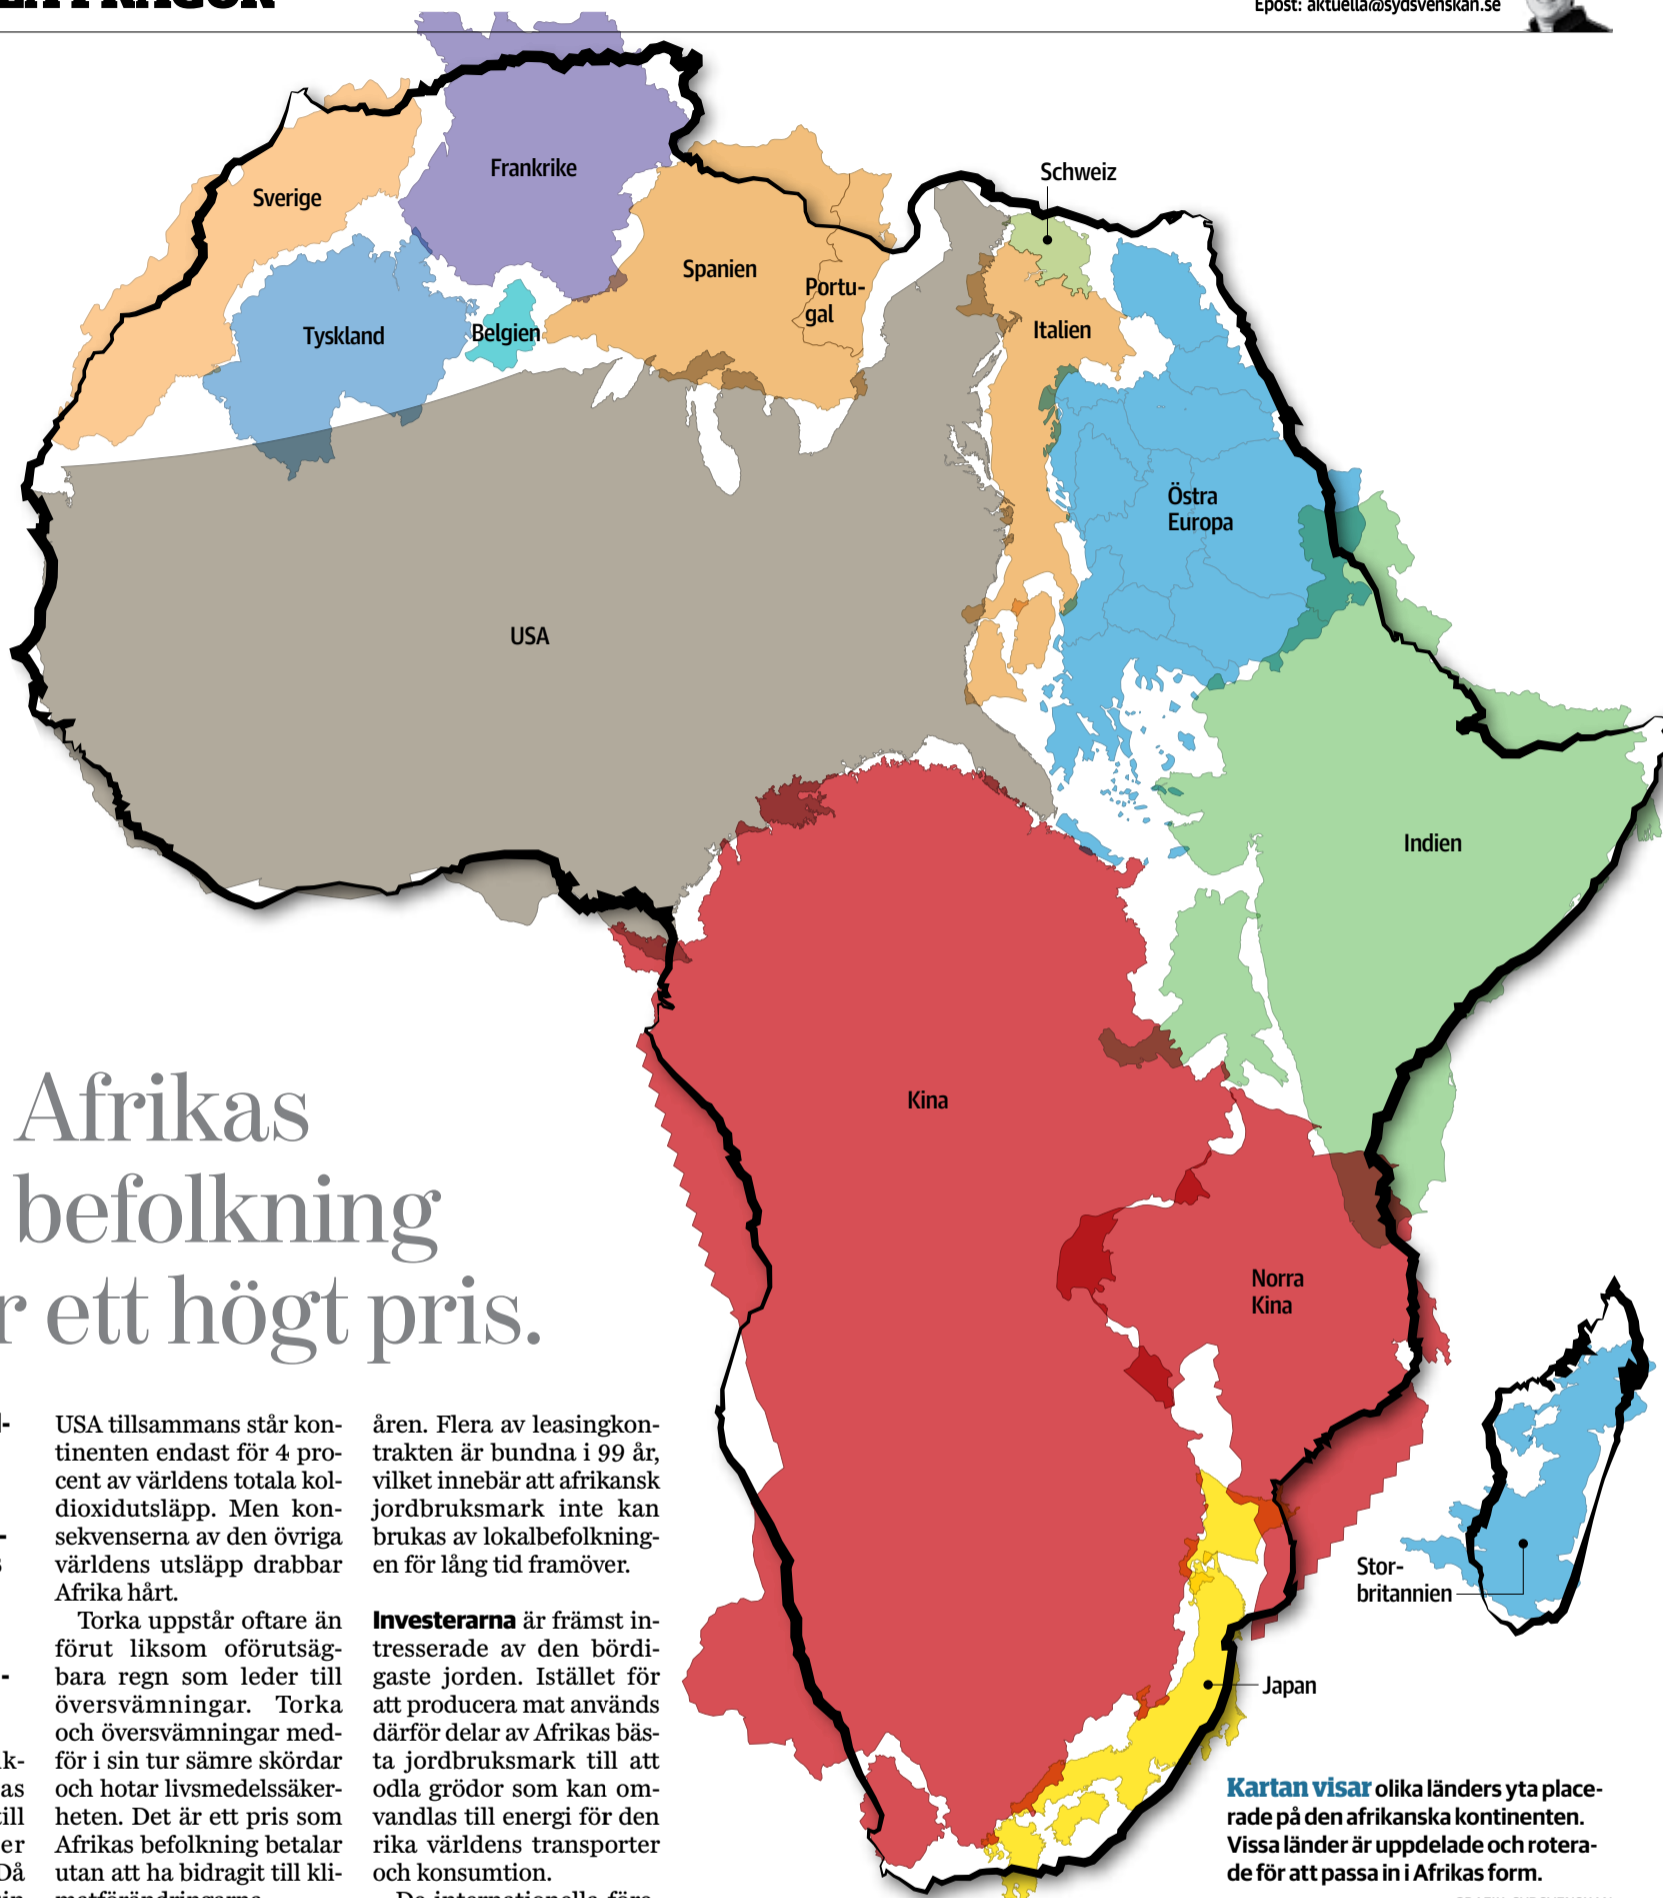 Epost: aktuella@sydsvenskan.se
Frankrike
Schweiz
Sverige
Spanien
Portu-
gal
Tyskland
Belgien
Italien
Östra
Europa
USA
Indien
Kina
Norra
Kina
Stor-
britannien
Japan
Afrikas
befolkning
r ett högt pris.
USA tillsammans står kon-
tinenten endast för 4 pro-
cent av världens totala kol-
dioxidutsläpp. Men kon-
sekvenserna av den övriga
världens utsläpp drabbar
Afrika hårt.
Torka uppstår oftare än
förut liksom oförutsäg-
bara regn som leder till
översvämningar. Torka
och översvämningar med-
för i sin tur sämre skördar
och hotar livsmedelssäker-
heten. Det är ett pris som
Afrikas befolkning betalar
utan att ha bidragit till kli-
matförändringarna.
åren. Flera av leasingkon-
trakten är bundna i 99 år,
vilket innebär att afrikansk
jordbruksmark inte kan
brukas av lokalbefolkning-
en för lång tid framöver.
Investerarna är främst in-
tresserade av den bördi-
gaste jorden. Istället för
att producera mat används
därför delar av Afrikas bäs-
ta jordbruksmark till att
odla grödor som kan om-
vandlas till energi för den
rika världens transporter
och konsumtion.
De internationella före-
Kartan visar olika länders yta place-
rade på den afrikanska kontinenten.
Vissa länder är uppdelade och rotera-
de för att passa in i Afrikas form.